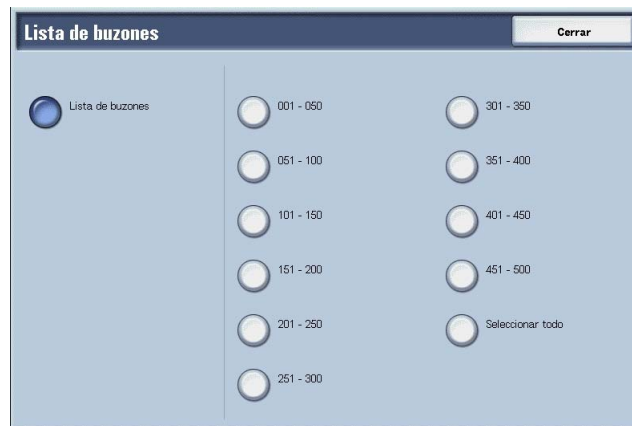 Lista de buzones
Cerrar
Lista de buzones
001 - 050
051 - 100
101 - 150
151 - 200
201 - 250
251 - 300
301 - 350
351 - 400
401 - 450
451 - 500
Seleccionar todo